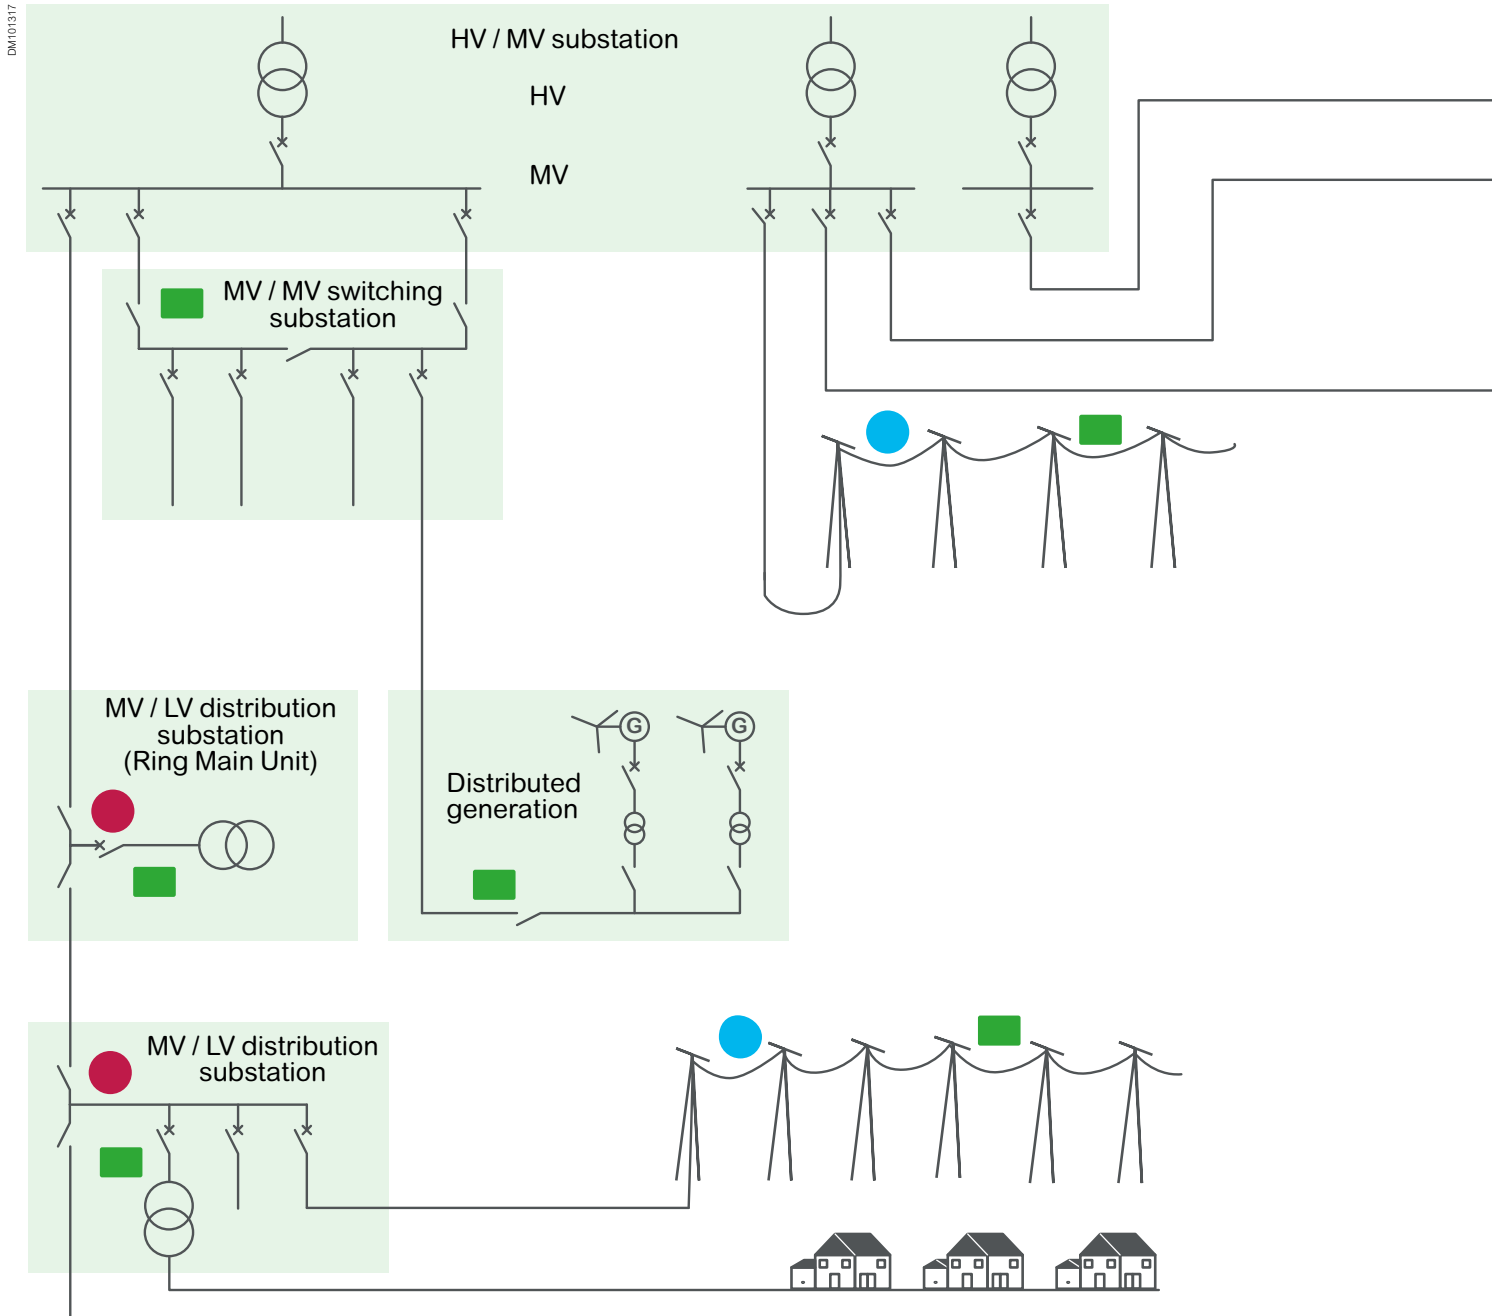 DM101317
HV / MV substation
HV
MV
MV / MV switching
substation
MV / LV distribution
substation
(Ring Main Unit)
G
G
Distributed
generation
MV / LV distribution
substation